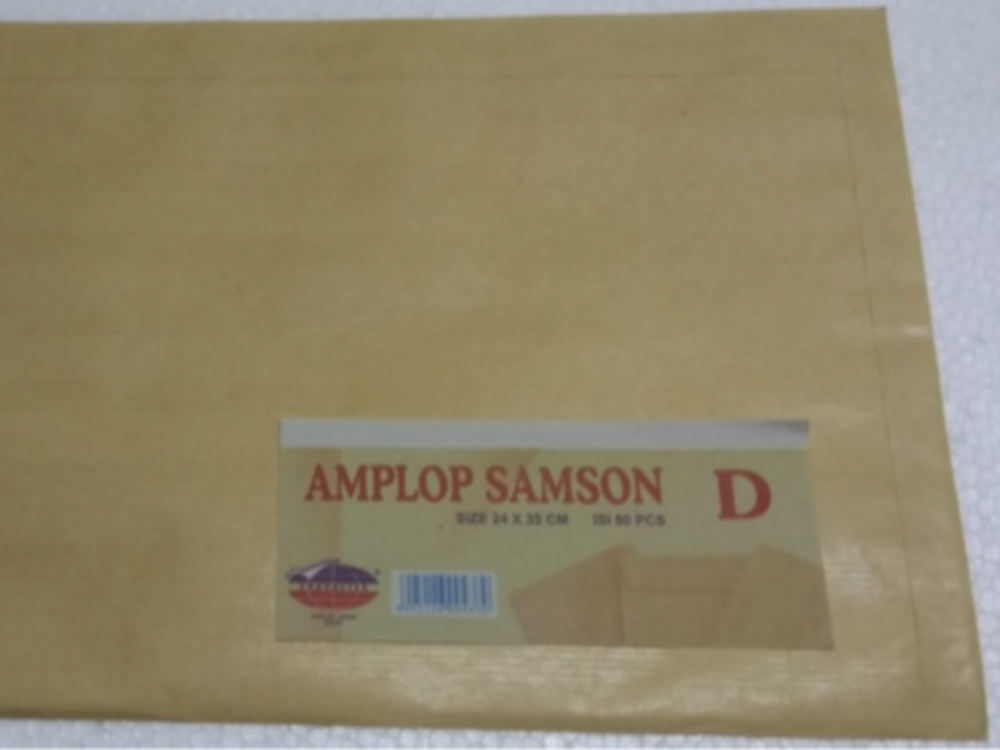 AMPLOP SAMSON D
SIZE 24 X 35 CM ISI 50 PCS